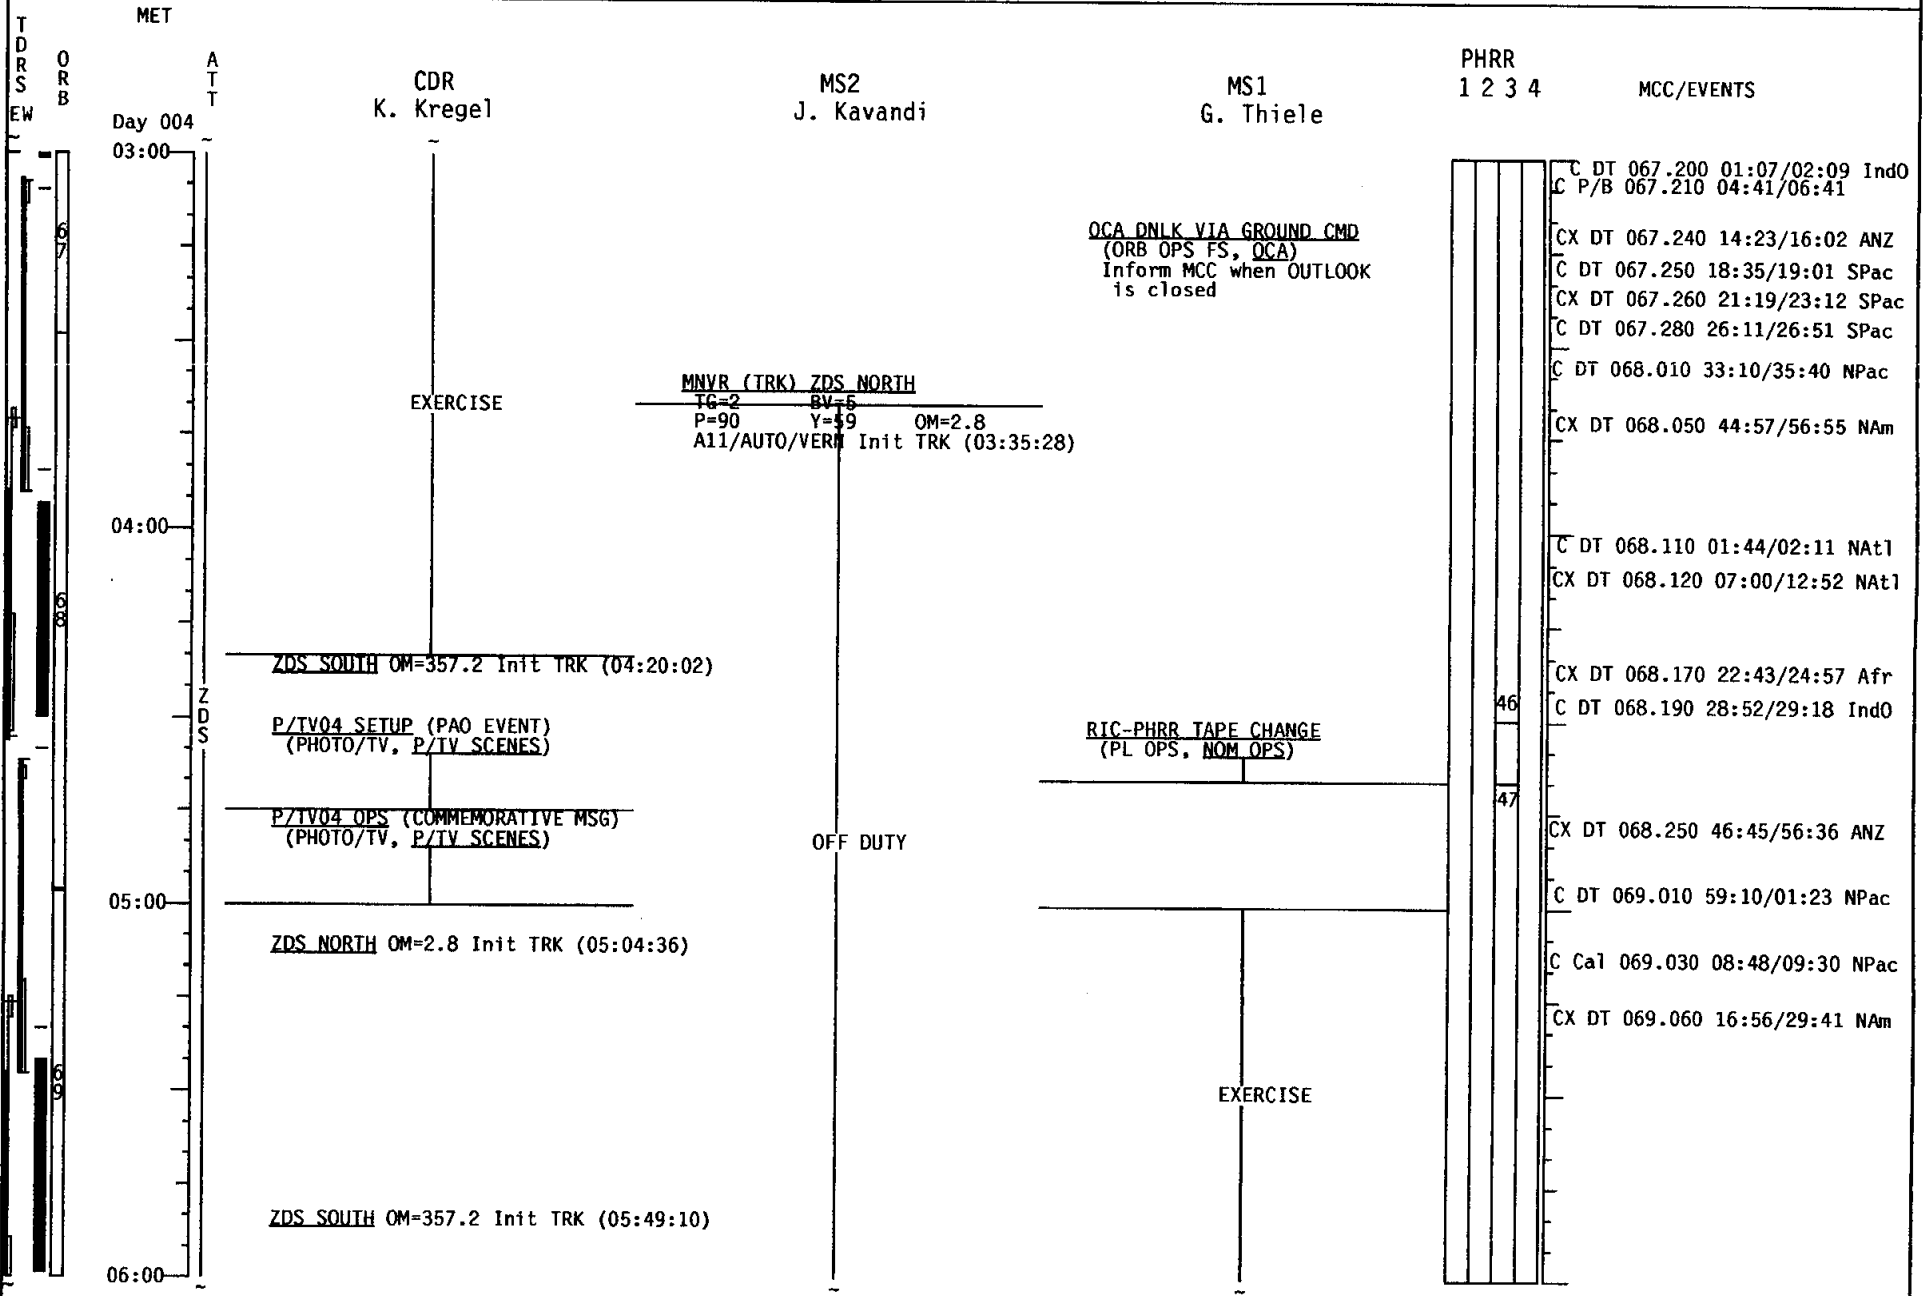 MET
TDRS
EW
ORB
ATT
CDR
K. Kregel
MS2
J. Kavandi
MS1
G. Thiele
PHRR
1 2 3 4
MCC/EVENTS
Day 004
03:00
C DT 067.200 01:07/02:09 IndO
C P/B 067.210 04:41/06:41
67
OCA DNLK VIA GROUND CMD
(ORB OPS FS, OCA)
Inform MCC when OUTLOOK
is closed
CX DT 067.240 14:23/16:02 ANZ
C DT 067.250 18:35/19:01 SPac
CX DT 067.260 21:19/23:12 SPac
C DT 067.280 26:11/26:51 SPac
C DT 068.010 33:10/35:40 NPac
EXERCISE
MNVR (TRK) ZDS NORTH
TG=2 BV=5
P=90 Y=59 OM=2.8
A11/AUTO/VERN Init TRK (03:35:28)
CX DT 068.050 44:57/56:55 NAm
04:00
C DT 068.110 01:44/02:11 NAtl
CX DT 068.120 07:00/12:52 NAtl
68
ZDS SOUTH OM=357.2 Init TRK (04:20:02)
CX DT 068.170 22:43/24:57 Afr
ZDS
46
C DT 068.190 28:52/29:18 IndO
P/TV04 SETUP (PAO EVENT)
(PHOTO/TV, P/TV SCENES)
RIC-PHRR TAPE CHANGE
(PL OPS, NOM OPS)
47
P/TV04 OPS (COMMEMORATIVE MSG)
(PHOTO/TV, P/TV SCENES)
OFF DUTY
CX DT 068.250 46:45/56:36 ANZ
05:00
C DT 069.010 59:10/01:23 NPac
ZDS NORTH OM=2.8 Init TRK (05:04:36)
C Cal 069.030 08:48/09:30 NPac
CX DT 069.060 16:56/29:41 NAm
69
EXERCISE
ZDS SOUTH OM=357.2 Init TRK (05:49:10)
06:00